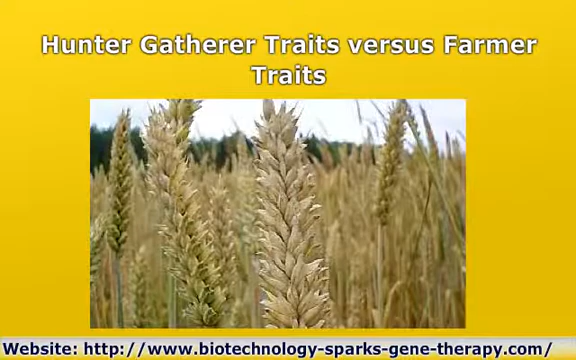 Hunter Gatherer Traits versus Farmer
Traits
Website: http://www.biotechnology-sparks-gene-therapy.com/